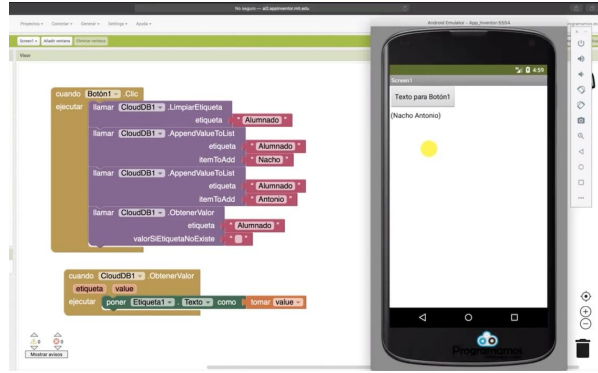 No seguro — ai2.appinventor.mit.edu
Proyectos
Conectar
Generar
Settings
Ayuda
Android Emulator - App_Inventor:5554
Screen1
Añadir ventana
Eliminar ventana
Visor
cuando Botón1 .Clic
ejecutar llamar CloudDB1 .LimpiarEtiqueta
etiqueta " Alumnado "
llamar CloudDB1 .AppendValueToList
etiqueta " Alumnado "
itemToAdd " Nacho "
llamar CloudDB1 .AppendValueToList
etiqueta " Alumnado "
itemToAdd " Antonio "
llamar CloudDB1 .ObtenerValor
etiqueta " Alumnado "
valorSiEtiquetaNoExiste " "
cuando CloudDB1 .ObtenerValor
etiqueta value
ejecutar poner Etiqueta1 . Texto como tomar value
0 0
Mostrar avisos
4:59
Screen1
Texto para Botón1
(Nacho Antonio)
Programamos